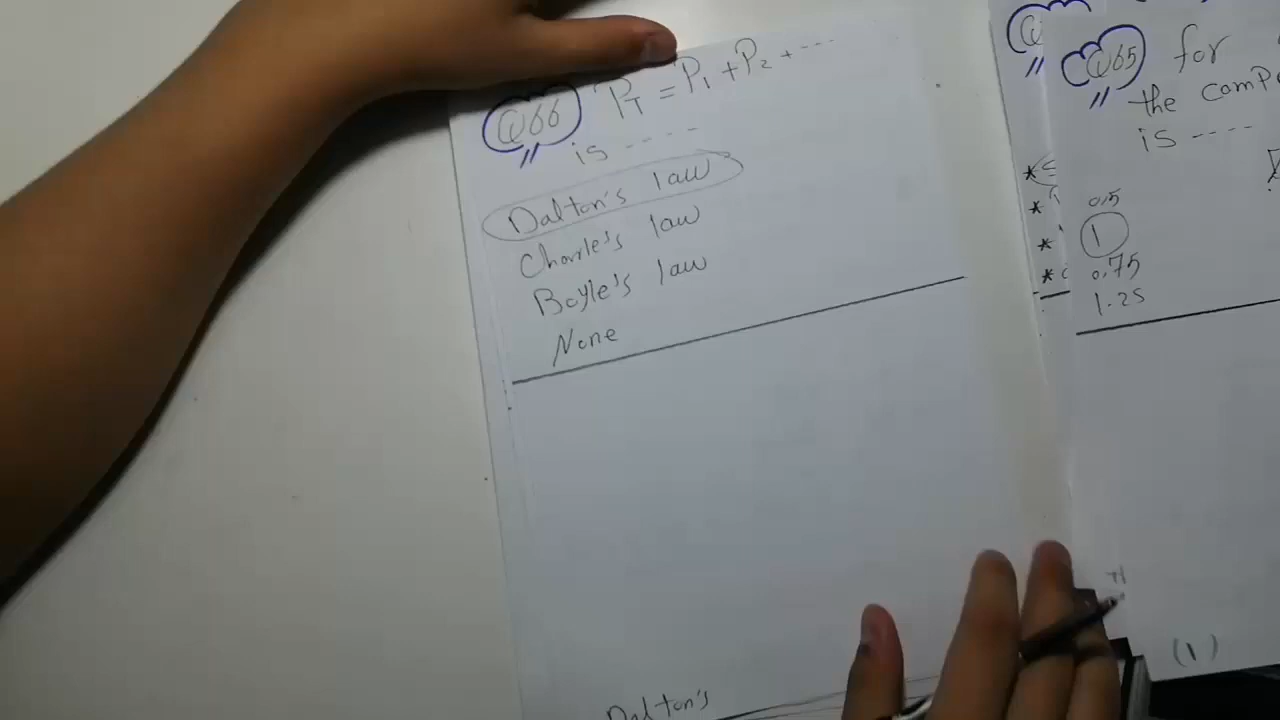 Q66 PT = P1 + P2 + ---
is ----
Dalton's law
Charle's law
Boyle's law
None
Dalton's
Q65 for
the comp
is ----
0.5
1
0.75
1.25
(1)